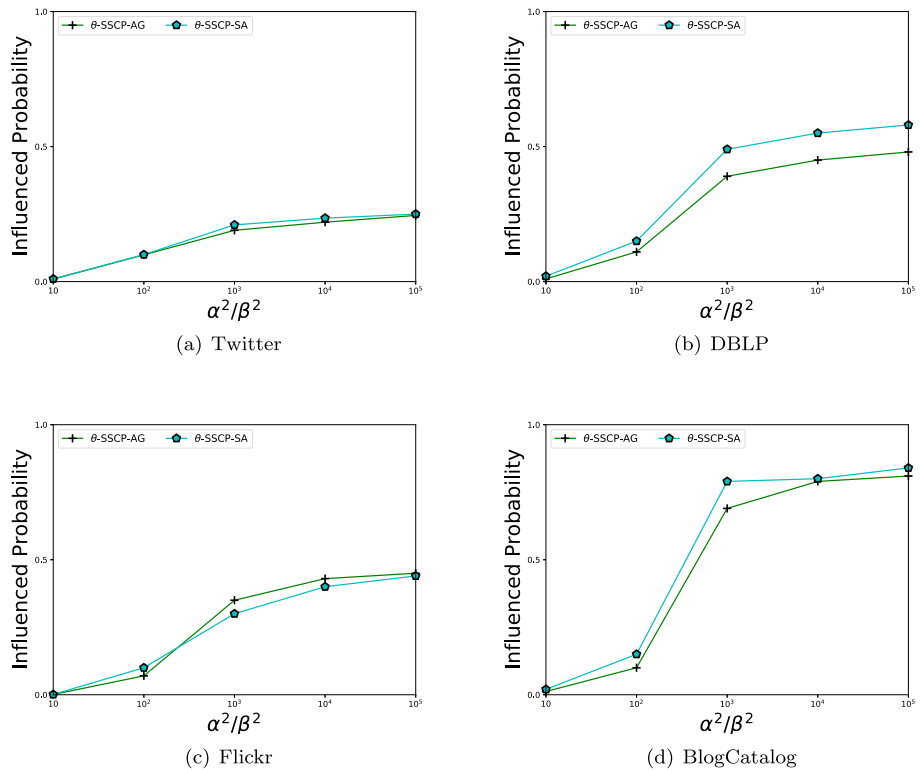 θ-SSCP-AG θ-SSCP-SA
Influenced Probability
1.0
0.5
0.0
10 10² 10³ 10⁴ 10⁵
α²/β²
(a) Twitter
θ-SSCP-AG θ-SSCP-SA
Influenced Probability
1.0
0.5
0.0
10 10² 10³ 10⁴ 10⁵
α²/β²
(b) DBLP
θ-SSCP-AG θ-SSCP-SA
Influenced Probability
1.0
0.5
0.0
10 10² 10³ 10⁴ 10⁵
α²/β²
(c) Flickr
θ-SSCP-AG θ-SSCP-SA
Influenced Probability
1.0
0.5
0.0
10 10² 10³ 10⁴ 10⁵
α²/β²
(d) BlogCatalog